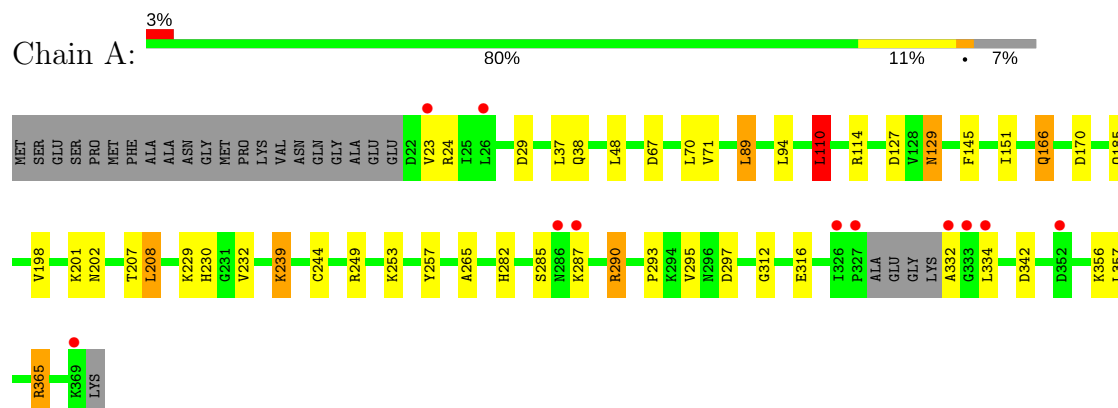 3%
Chain A:
80% 11% • 7%
MET SER GLU SER PRO MET PHE ALA ALA ASN GLY MET PRO LYS VAL ASN GLN GLY ALA GLU GLU D22 V23 R24 I25 L26 D29 L37 Q38 L48 D67 L70 V71 L89 L94 L110 R114 D127 V128 N129 F145 I151 Q166 D170
V198 K201 N202 T207 L208 K229 H230 G231 V232 K239 C244 R249 K253 Y257 A265 H282 S285 N286 K287 R290 P293 K294 V295 N296 D297 G312 E316 I326 P327 ALA GLU GLY LYS A332 G333 L334 D342 D352 K356 L357
R365 K369 LYS